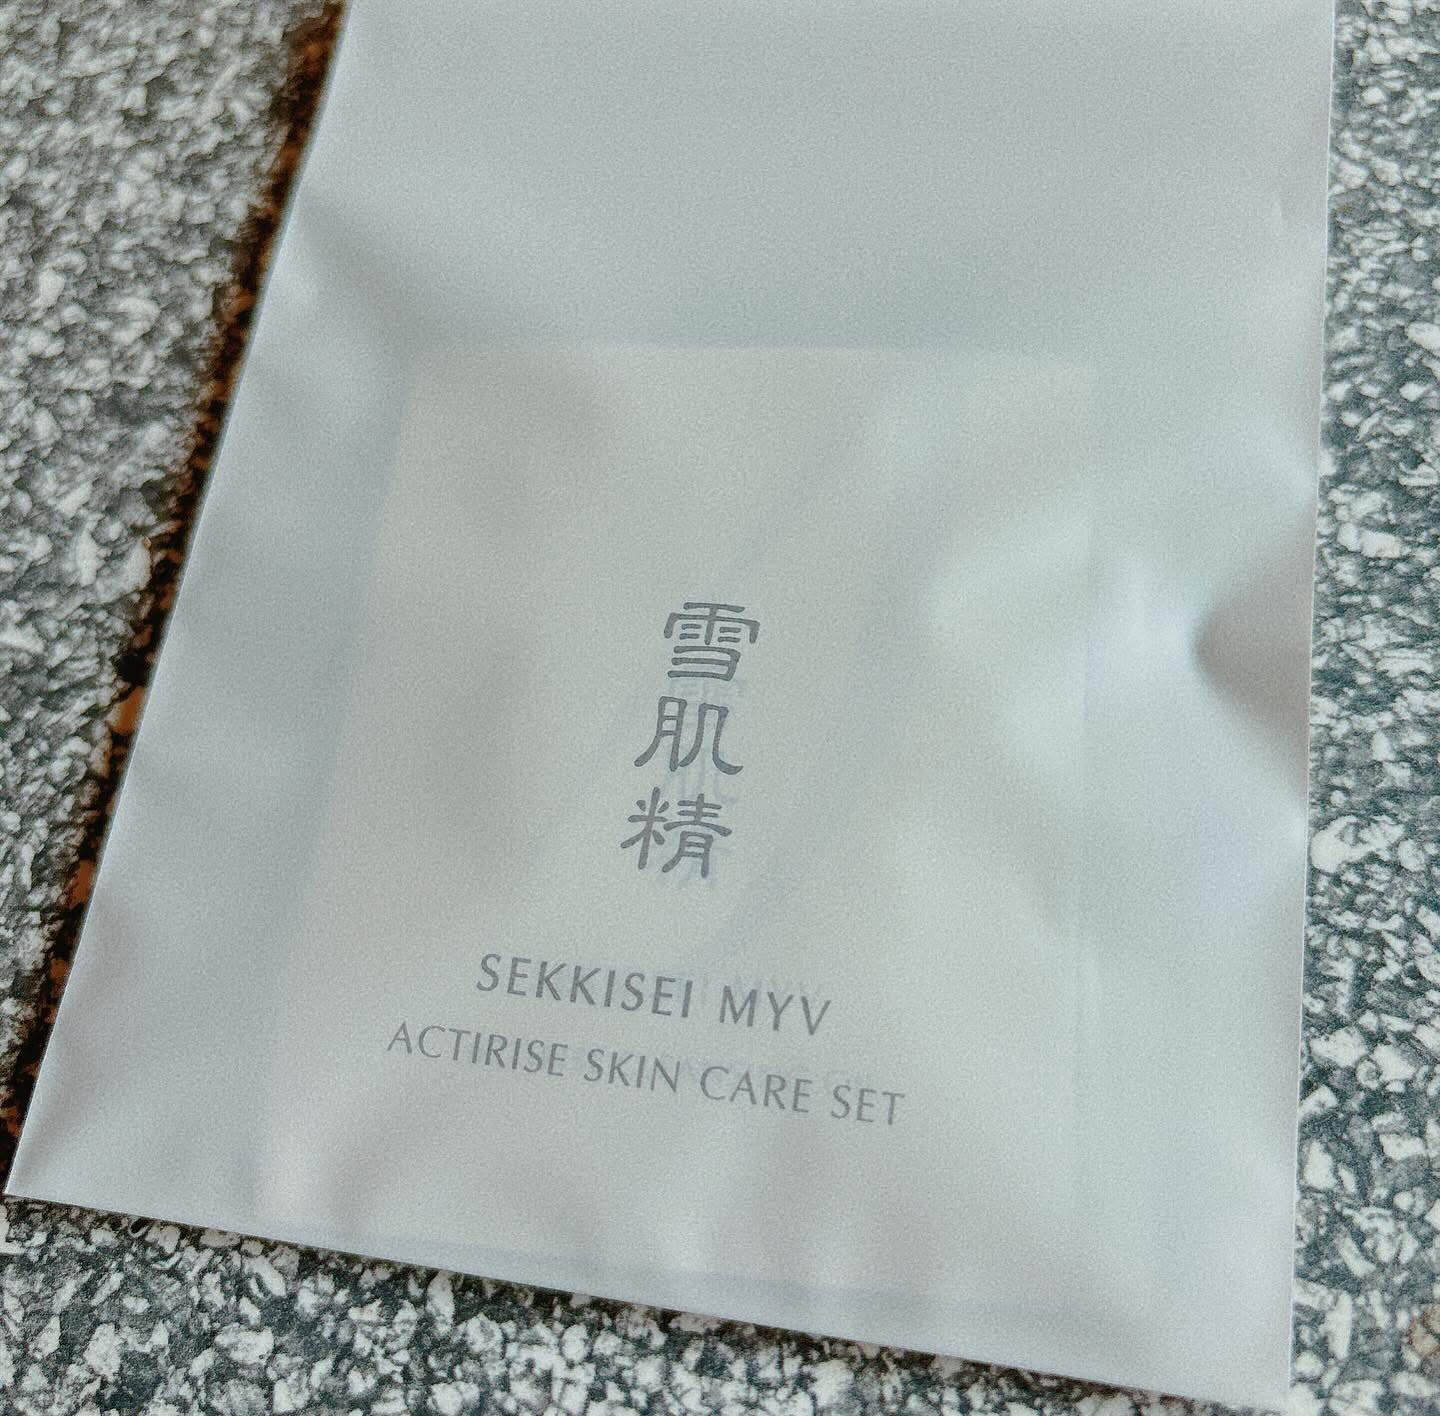 雪肌精
SEKKISEI MYV
ACTIRISE SKIN CARE SET